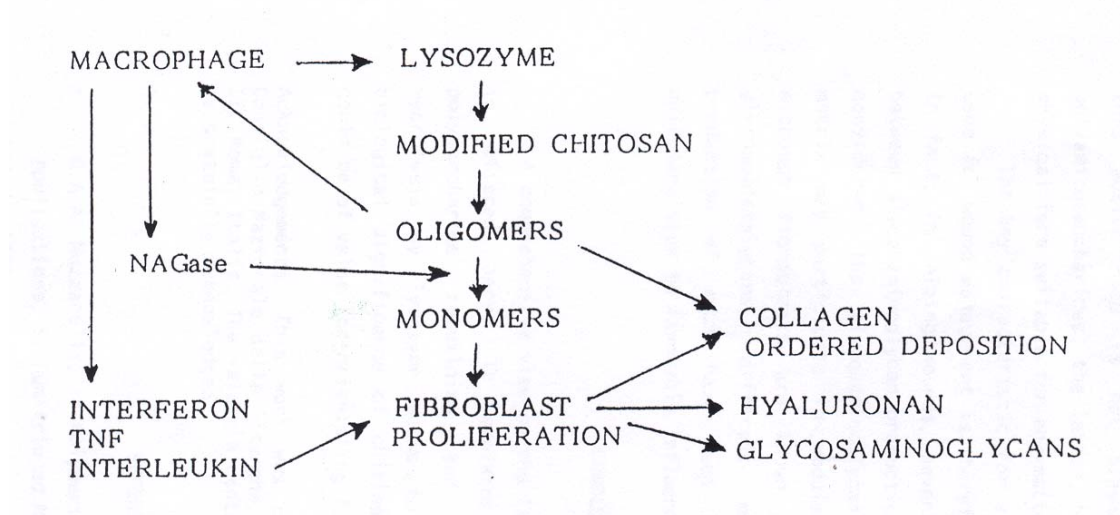 MACROPHAGE
LYSOZYME
MODIFIED CHITOSAN
OLIGOMERS
NAGase
MONOMERS
COLLAGEN
ORDERED DEPOSITION
INTERFERON
TNF
INTERLEUKIN
FIBROBLAST
PROLIFERATION
HYALURONAN
GLYCOSAMINOGLYCANS